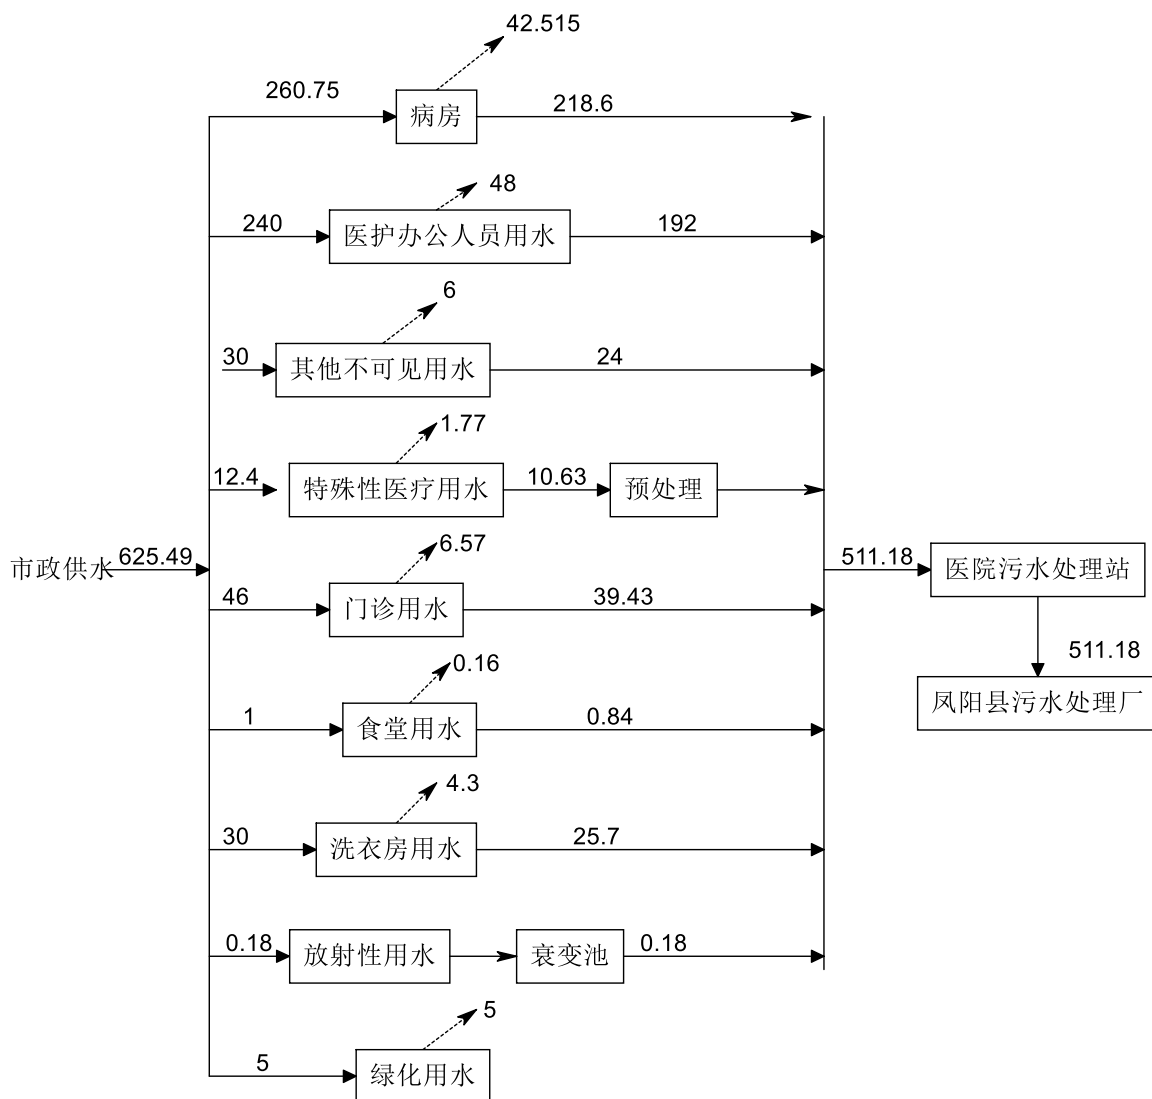 42.515
260.75
病房
218.6
48
240
医护办公人员用水
192
6
30
其他不可见用水
24
1.77
12.4
特殊性医疗用水
10.63
预处理
市政供水
625.49
6.57
46
门诊用水
39.43
511.18
医院污水处理站
511.18
凤阳县污水处理厂
0.16
1
食堂用水
0.84
4.3
30
洗衣房用水
25.7
0.18
放射性用水
衰变池
0.18
5
5
绿化用水